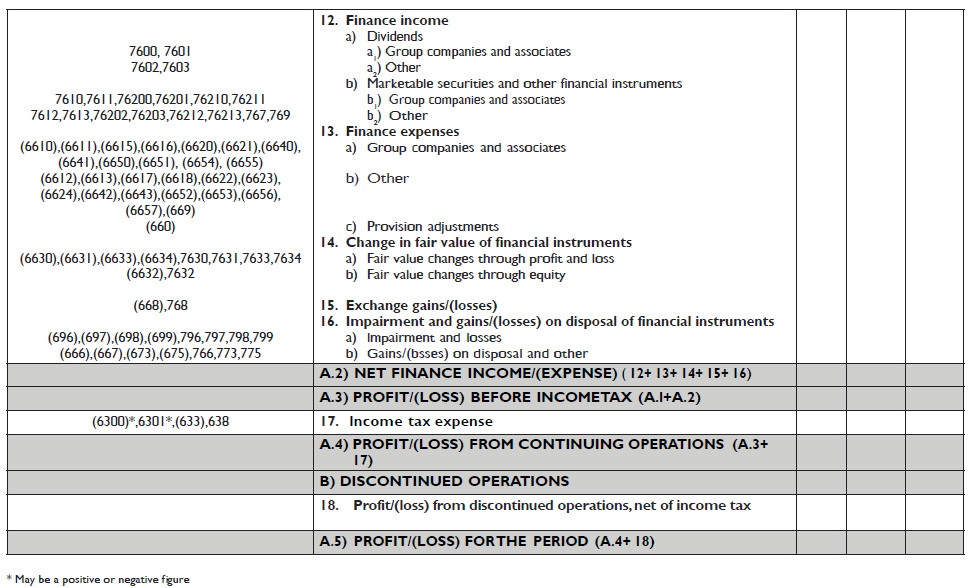 12. Finance income
a) Dividends
7600, 7601 a₁) Group companies and associates
7602,7603 a₂) Other
b) Marketable securities and other financial instruments
7610,7611,76200,76201,76210,76211 b₁) Group companies and associates
7612,7613,76202,76203,76212,76213,767,769 b₂) Other
13. Finance expenses
(6610),(6611),(6615),(6616),(6620),(6621),(6640), a) Group companies and associates
(6641),(6650),(6651), (6654), (6655)
(6612),(6613),(6617),(6618),(6622),(6623), b) Other
(6624),(6642),(6643),(6652),(6653),(6656),
(6657),(669)
(660) c) Provision adjustments
14. Change in fair value of financial instruments
(6630),(6631),(6633),(6634),7630,7631,7633,7634 a) Fair value changes through profit and loss
(6632),7632 b) Fair value changes through equity
(668),768 15. Exchange gains/(losses)
16. Impairment and gains/(losses) on disposal of financial instruments
(696),(697),(698),(699),796,797,798,799 a) Impairment and losses
(666),(667),(673),(675),766,773,775 b) Gains/(bsses) on disposal and other
A.2) NET FINANCE INCOME/(EXPENSE) ( 12+ 13+ 14+ 15+ 16)
A.3) PROFIT/(LOSS) BEFORE INCOMETAX (A.1+A.2)
(6300)*,6301*,(633),638 17. Income tax expense
A.4) PROFIT/(LOSS) FROM CONTINUING OPERATIONS (A.3+
17)
B) DISCONTINUED OPERATIONS
18. Profit/(loss) from discontinued operations, net of income tax
A.5) PROFIT/(LOSS) FORTHE PERIOD (A.4+ 18)
* May be a positive or negative figure